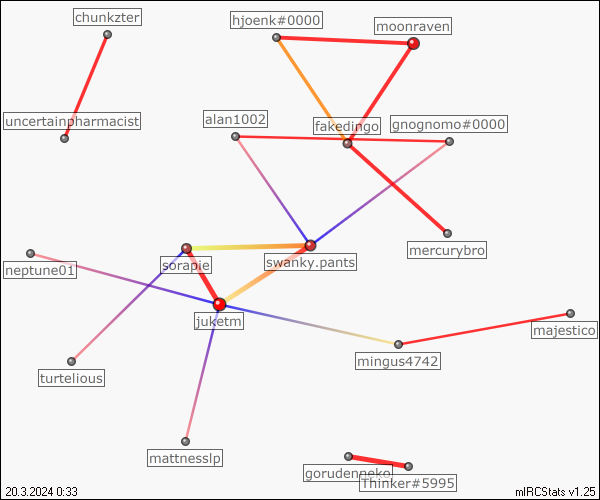 chunkzter
hjoenk#0000
moonraven
uncertainpharmacist
alan1002
fakedingo
gnognomo#0000
mercurybro
neptune01
sorapie
swanky.pants
juketm
majestico
mingus4742
turtelious
mattnesslp
gorudenneko
Thinker#5995
20.3.2024 0:33
mIRCStats v1.25